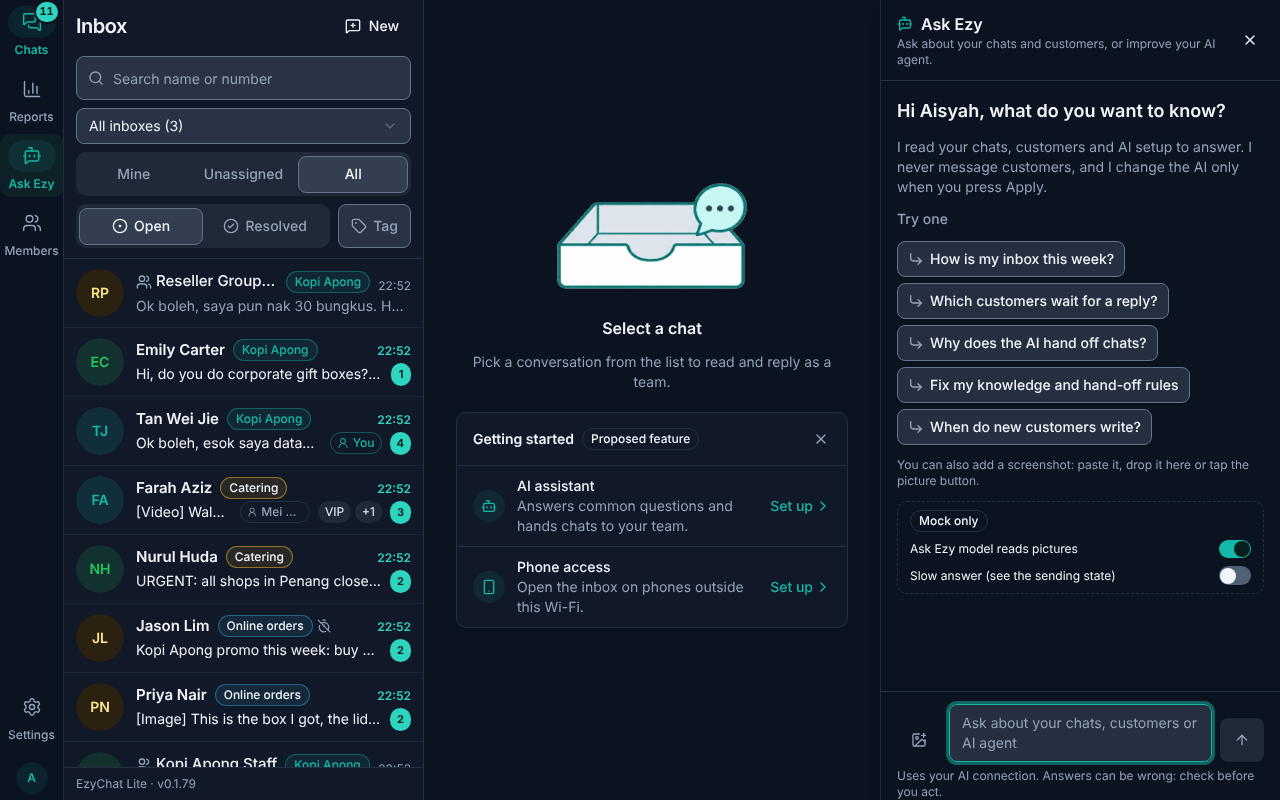 11
Chats
Reports
Ask Ezy
Members
Settings
A
Inbox
New
Search name or number
All inboxes (3)
Mine
Unassigned
All
Open
Resolved
Tag
RP
Reseller Group...
Kopi Apong
22:52
Ok boleh, saya pun nak 30 bungkus. H...
EC
Emily Carter
Kopi Apong
22:52
Hi, do you do corporate gift boxes?...
1
TJ
Tan Wei Jie
Kopi Apong
22:52
Ok boleh, esok saya data...
You
4
FA
Farah Aziz
Catering
22:52
[Video] Wal...
Mei ...
VIP
+1
3
NH
Nurul Huda
Catering
22:52
URGENT: all shops in Penang close...
2
JL
Jason Lim
Online orders
22:52
Kopi Apong promo this week: buy ...
2
PN
Priya Nair
Online orders
22:52
[Image] This is the box I got, the lid...
2
Kopi Apong Staff
Kopi Apong
22:52
EzyChat Lite · v0.1.79
Select a chat
Pick a conversation from the list to read and reply as a
team.
Getting started
Proposed feature
AI assistant
Answers common questions and
hands chats to your team.
Set up
Phone access
Open the inbox on phones outside
this Wi-Fi.
Set up
Ask Ezy
Ask about your chats and customers, or improve your AI
agent.
Hi Aisyah, what do you want to know?
I read your chats, customers and AI setup to answer. I
never message customers, and I change the AI only
when you press Apply.
Try one
How is my inbox this week?
Which customers wait for a reply?
Why does the AI hand off chats?
Fix my knowledge and hand-off rules
When do new customers write?
You can also add a screenshot: paste it, drop it here or tap the
picture button.
Mock only
Ask Ezy model reads pictures
Slow answer (see the sending state)
Ask about your chats, customers or
AI agent
Uses your AI connection. Answers can be wrong: check before
you act.